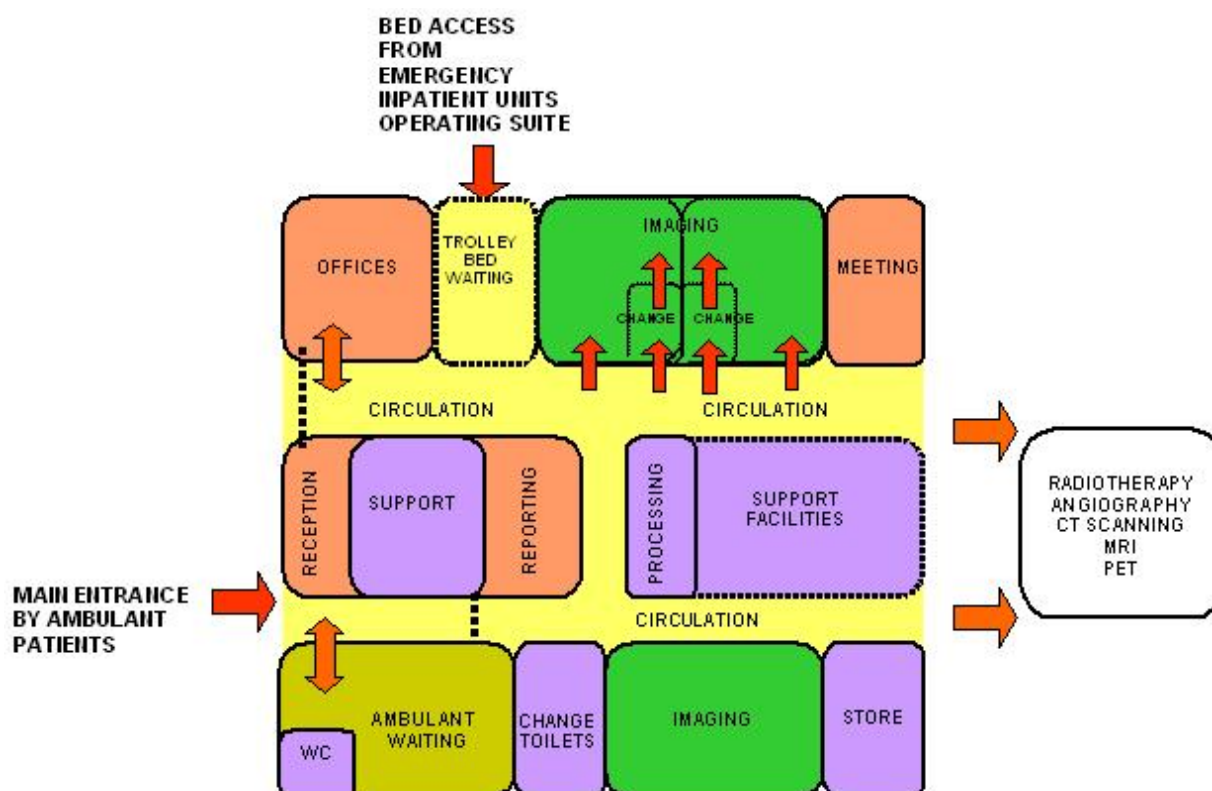 BED ACCESS
FROM
EMERGENCY
INPATIENT UNITS
OPERATING SUITE
OFFICES
TROLLEY
BED
WAITING
IMAGING
CHANGE
CHANGE
MEETING
CIRCULATION
CIRCULATION
RECEPTION
SUPPORT
REPORTING
PROCESSING
SUPPORT
FACILITIES
RADIOTHERAPY
ANGIOGRAPHY
CT SCANNING
MRI
PET
MAIN ENTRANCE
BY AMBULANT
PATIENTS
CIRCULATION
AMBULANT
WAITING
WC
CHANGE
TOILETS
IMAGING
STORE